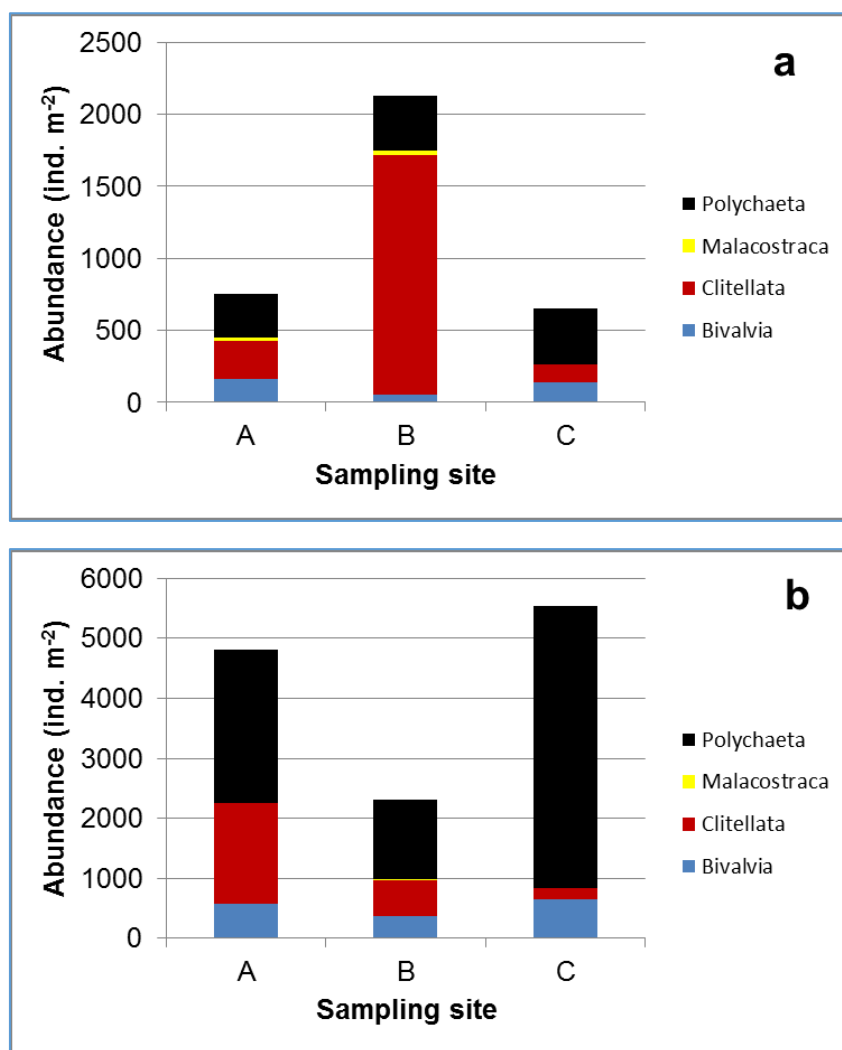 a
2500
2000
1500
1000
500
0
Abundance (ind. m-2)
A B C
Sampling site
Polychaeta
Malacostraca
Clitellata
Bivalvia
b
6000
5000
4000
3000
2000
1000
0
Abundance (ind. m-2)
A B C
Sampling site
Polychaeta
Malacostraca
Clitellata
Bivalvia